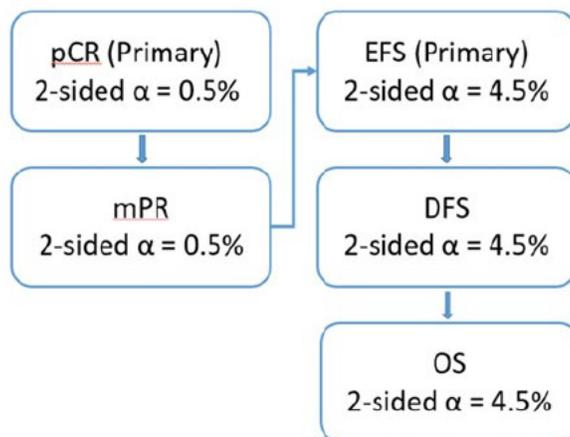 pCR (Primary)
2-sided α = 0.5%
mPR
2-sided α = 0.5%
EFS (Primary)
2-sided α = 4.5%
DFS
2-sided α = 4.5%
OS
2-sided α = 4.5%